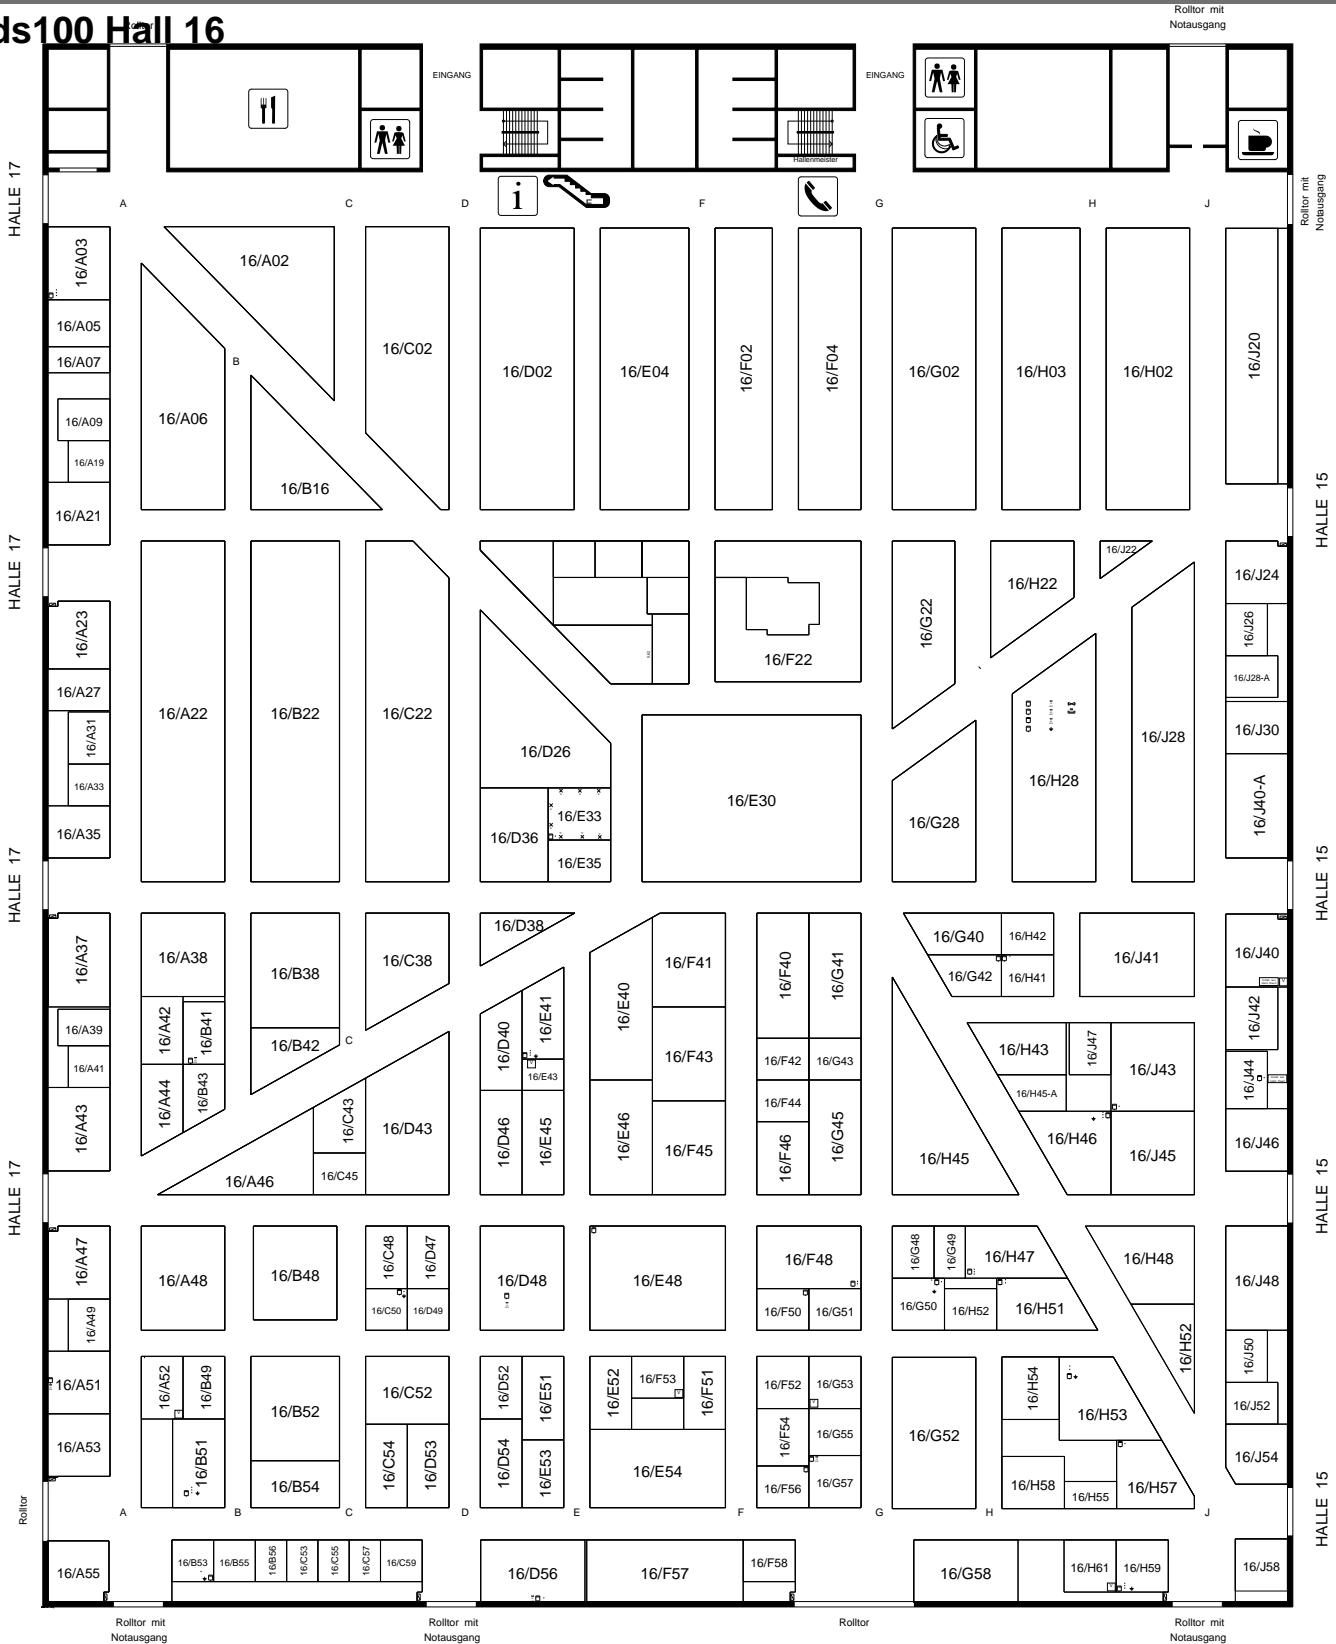 ds100 Hall 16
Rolltor
Rolltor mit
Notausgang
EINGANG
EINGANG
Hallenmeister
i
HALLE 17
Rolltor mit
Notausgang
A
C
D
E
F
G
H
J
16/A03
16/A02
16/C02
16/D02
16/E04
16/F02
16/F04
16/G02
16/H03
16/H02
16/J20
16/A05
16/A07
B
16/A06
16/A09
16/A19
16/B16
16/A21
HALLE 15
HALLE 17
16/J22
16/J24
16/H22
16/G22
16/J26
16/A23
16/F22
16/J28-A
16/A27
16/A22
16/B22
16/C22
16/A31
16/D26
16/J28
16/J30
16/A33
16/H28
16/E30
16/J40-A
16/E33
16/D36
16/G28
16/A35
16/E35
HALLE 17
HALLE 15
16/D38
16/A37
16/A38
16/B38
16/C38
16/F41
16/F40
16/G41
16/G40
16/H42
16/J41
16/J40
16/G42
16/H41
16/E40
16/E41
16/A42
16/B41
16/J42
16/A39
16/B42
C
16/D40
16/H43
16/J47
16/A41
16/F43
16/F42
16/G43
16/J43
16/E43
16/J44
16/A44
16/B43
16/H45-A
16/F44
16/A43
16/C43
16/D43
16/D46
16/E45
16/E46
16/F45
16/F46
16/G45
16/H46
16/J46
16/H45
16/J45
16/A46
16/C45
HALLE 17
HALLE 15
16/A47
16/C48
16/D47
16/G48
16/G49
16/H47
16/H48
16/F48
16/A48
16/B48
16/D48
16/E48
16/J48
16/A49
16/C50
16/D49
16/F50
16/G51
16/G50
16/H52
16/H51
16/H52
16/J50
16/A51
16/A52
16/B49
16/C52
16/D52
16/E51
16/E52
16/F53
16/F51
16/F52
16/G53
16/H54
16/J52
16/B52
16/H53
16/A53
16/F54
16/G55
16/G52
16/J54
16/B51
16/C54
16/D53
16/D54
16/E53
16/E54
16/B54
16/F56
16/G57
16/H58
16/H55
16/H57
Rolltor
HALLE 15
A
B
C
D
E
F
G
H
J
16/A55
16/B53
16/B55
16/B56
16/C53
16/C55
16/C57
16/C59
16/D56
16/F57
16/F58
16/G58
16/H61
16/H59
16/J58
Rolltor mit
Notausgang
Rolltor mit
Notausgang
Rolltor
Rolltor mit
Notausgang